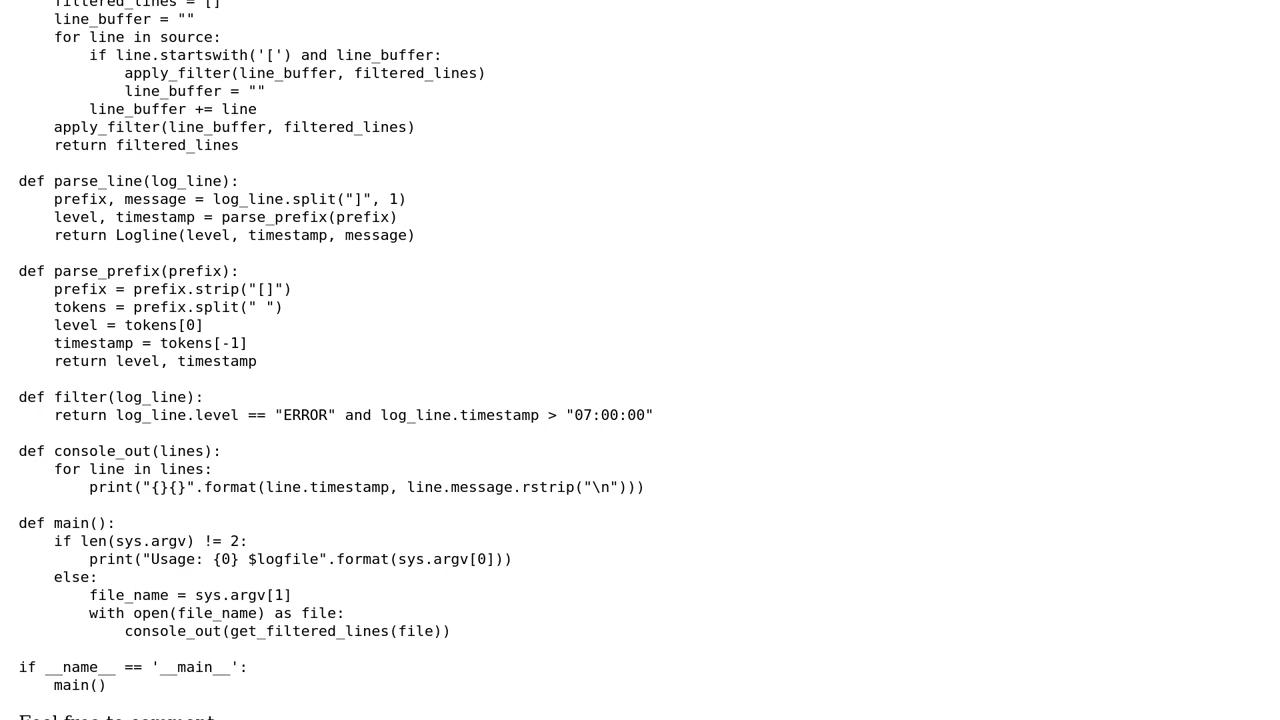 filtered_lines = []
    line_buffer = ""
    for line in source:
        if line.startswith('[') and line_buffer:
            apply_filter(line_buffer, filtered_lines)
            line_buffer = ""
        line_buffer += line
    apply_filter(line_buffer, filtered_lines)
    return filtered_lines

def parse_line(log_line):
    prefix, message = log_line.split("]", 1)
    level, timestamp = parse_prefix(prefix)
    return Logline(level, timestamp, message)

def parse_prefix(prefix):
    prefix = prefix.strip("[]")
    tokens = prefix.split(" ")
    level = tokens[0]
    timestamp = tokens[-1]
    return level, timestamp

def filter(log_line):
    return log_line.level == "ERROR" and log_line.timestamp > "07:00:00"

def console_out(lines):
    for line in lines:
        print("{}{}".format(line.timestamp, line.message.rstrip("\n")))

def main():
    if len(sys.argv) != 2:
        print("Usage: {0} $logfile".format(sys.argv[0]))
    else:
        file_name = sys.argv[1]
        with open(file_name) as file:
            console_out(get_filtered_lines(file))

if __name__ == '__main__':
    main()

Feel free to comment